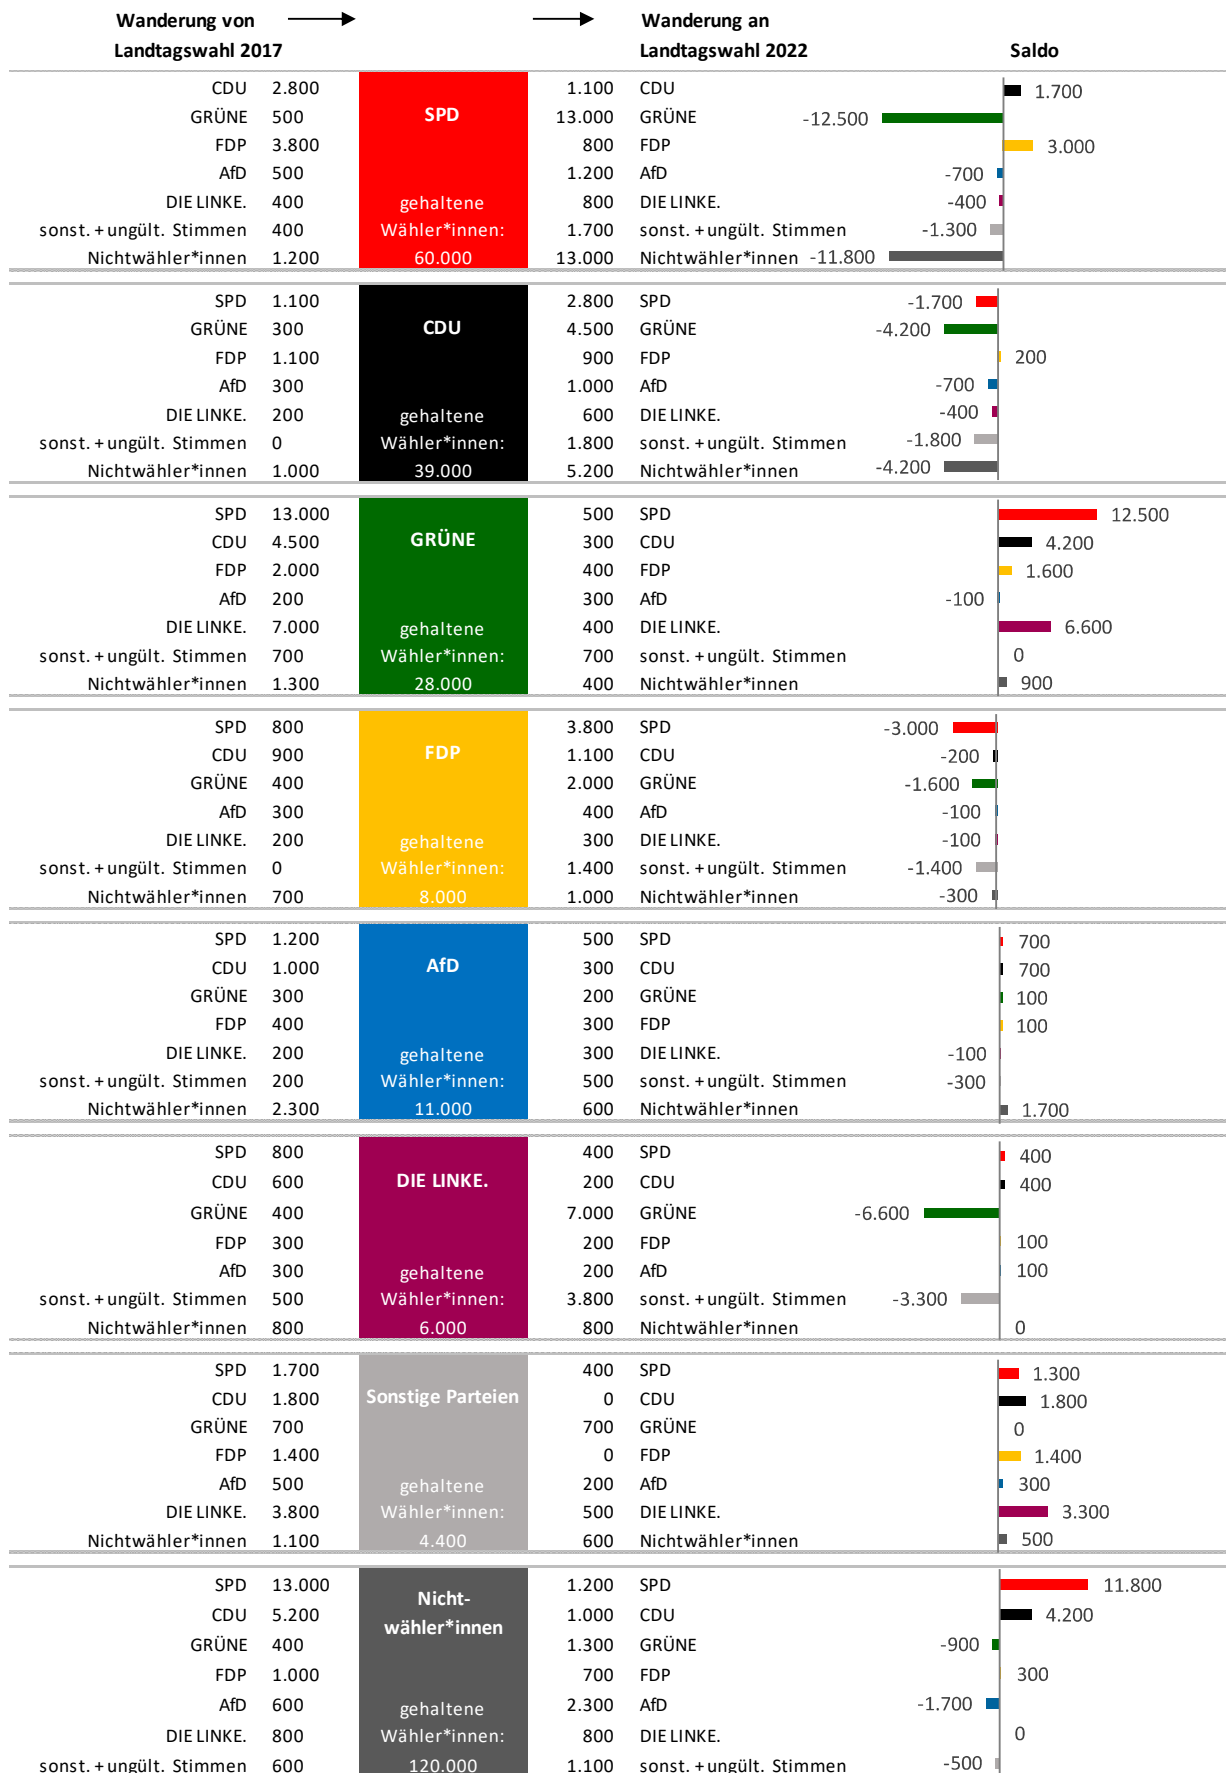 Wanderung von Wanderung an
Landtagswahl 2017 Landtagswahl 2022 Saldo
CDU 2.800 1.100 CDU 1.700
GRÜNE 500 SPD 13.000 GRÜNE -12.500
FDP 3.800 800 FDP 3.000
AfD 500 1.200 AfD -700
DIE LINKE. 400 gehaltene 800 DIE LINKE. -400
sonst. + ungült. Stimmen 400 Wähler*innen: 1.700 sonst. + ungült. Stimmen -1.300
Nichtwähler*innen 1.200 60.000 13.000 Nichtwähler*innen -11.800
SPD 1.100 2.800 SPD -1.700
GRÜNE 300 CDU 4.500 GRÜNE -4.200
FDP 1.100 900 FDP 200
AfD 300 1.000 AfD -700
DIE LINKE. 200 gehaltene 600 DIE LINKE. -400
sonst. + ungült. Stimmen 0 Wähler*innen: 1.800 sonst. + ungült. Stimmen -1.800
Nichtwähler*innen 1.000 39.000 5.200 Nichtwähler*innen -4.200
SPD 13.000 500 SPD 12.500
CDU 4.500 GRÜNE 300 CDU 4.200
FDP 2.000 400 FDP 1.600
AfD 200 300 AfD -100
DIE LINKE. 7.000 gehaltene 400 DIE LINKE. 6.600
sonst. + ungült. Stimmen 700 Wähler*innen: 700 sonst. + ungült. Stimmen 0
Nichtwähler*innen 1.300 28.000 400 Nichtwähler*innen 900
SPD 800 3.800 SPD -3.000
CDU 900 FDP 1.100 CDU -200
GRÜNE 400 2.000 GRÜNE -1.600
AfD 300 400 AfD -100
DIE LINKE. 200 gehaltene 300 DIE LINKE. -100
sonst. + ungült. Stimmen 0 Wähler*innen: 1.400 sonst. + ungült. Stimmen -1.400
Nichtwähler*innen 700 8.000 1.000 Nichtwähler*innen -300
SPD 1.200 500 SPD 700
CDU 1.000 AfD 300 CDU 700
GRÜNE 300 200 GRÜNE 100
FDP 400 300 FDP 100
DIE LINKE. 200 gehaltene 300 DIE LINKE. -100
sonst. + ungült. Stimmen 200 Wähler*innen: 500 sonst. + ungült. Stimmen -300
Nichtwähler*innen 2.300 11.000 600 Nichtwähler*innen 1.700
SPD 800 400 SPD 400
CDU 600 DIE LINKE. 200 CDU 400
GRÜNE 400 7.000 GRÜNE -6.600
FDP 300 200 FDP 100
AfD 300 gehaltene 200 AfD 100
sonst. + ungült. Stimmen 500 Wähler*innen: 3.800 sonst. + ungült. Stimmen -3.300
Nichtwähler*innen 800 6.000 800 Nichtwähler*innen 0
SPD 1.700 400 SPD 1.300
CDU 1.800 Sonstige Parteien 0 CDU 1.800
GRÜNE 700 700 GRÜNE 0
FDP 1.400 0 FDP 1.400
AfD 500 gehaltene 200 AfD 300
DIE LINKE. 3.800 Wähler*innen: 500 DIE LINKE. 3.300
Nichtwähler*innen 1.100 4.400 600 Nichtwähler*innen 500
SPD 13.000 Nicht- 1.200 SPD 11.800
CDU 5.200 wähler*innen 1.000 CDU 4.200
GRÜNE 400 1.300 GRÜNE -900
FDP 1.000 700 FDP 300
AfD 600 gehaltene 2.300 AfD -1.700
DIE LINKE. 800 Wähler*innen: 800 DIE LINKE. 0
sonst. + ungült. Stimmen 600 120.000 1.100 sonst. + ungült. Stimmen -500